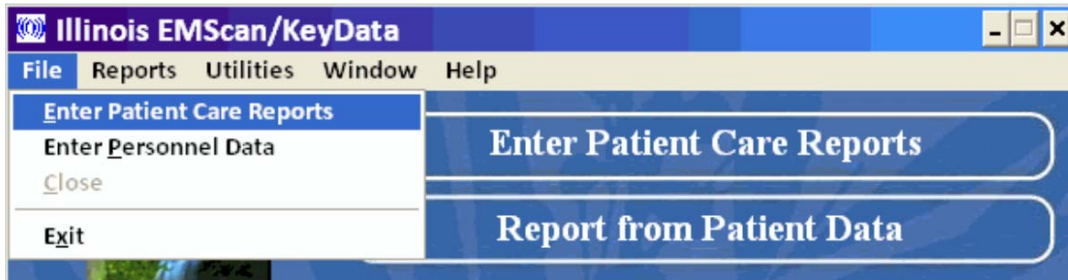 Illinois EMScan/KeyData
File Reports Utilities Window Help
Enter Patient Care Reports
Enter Personnel Data
Close
Exit
Enter Patient Care Reports
Report from Patient Data